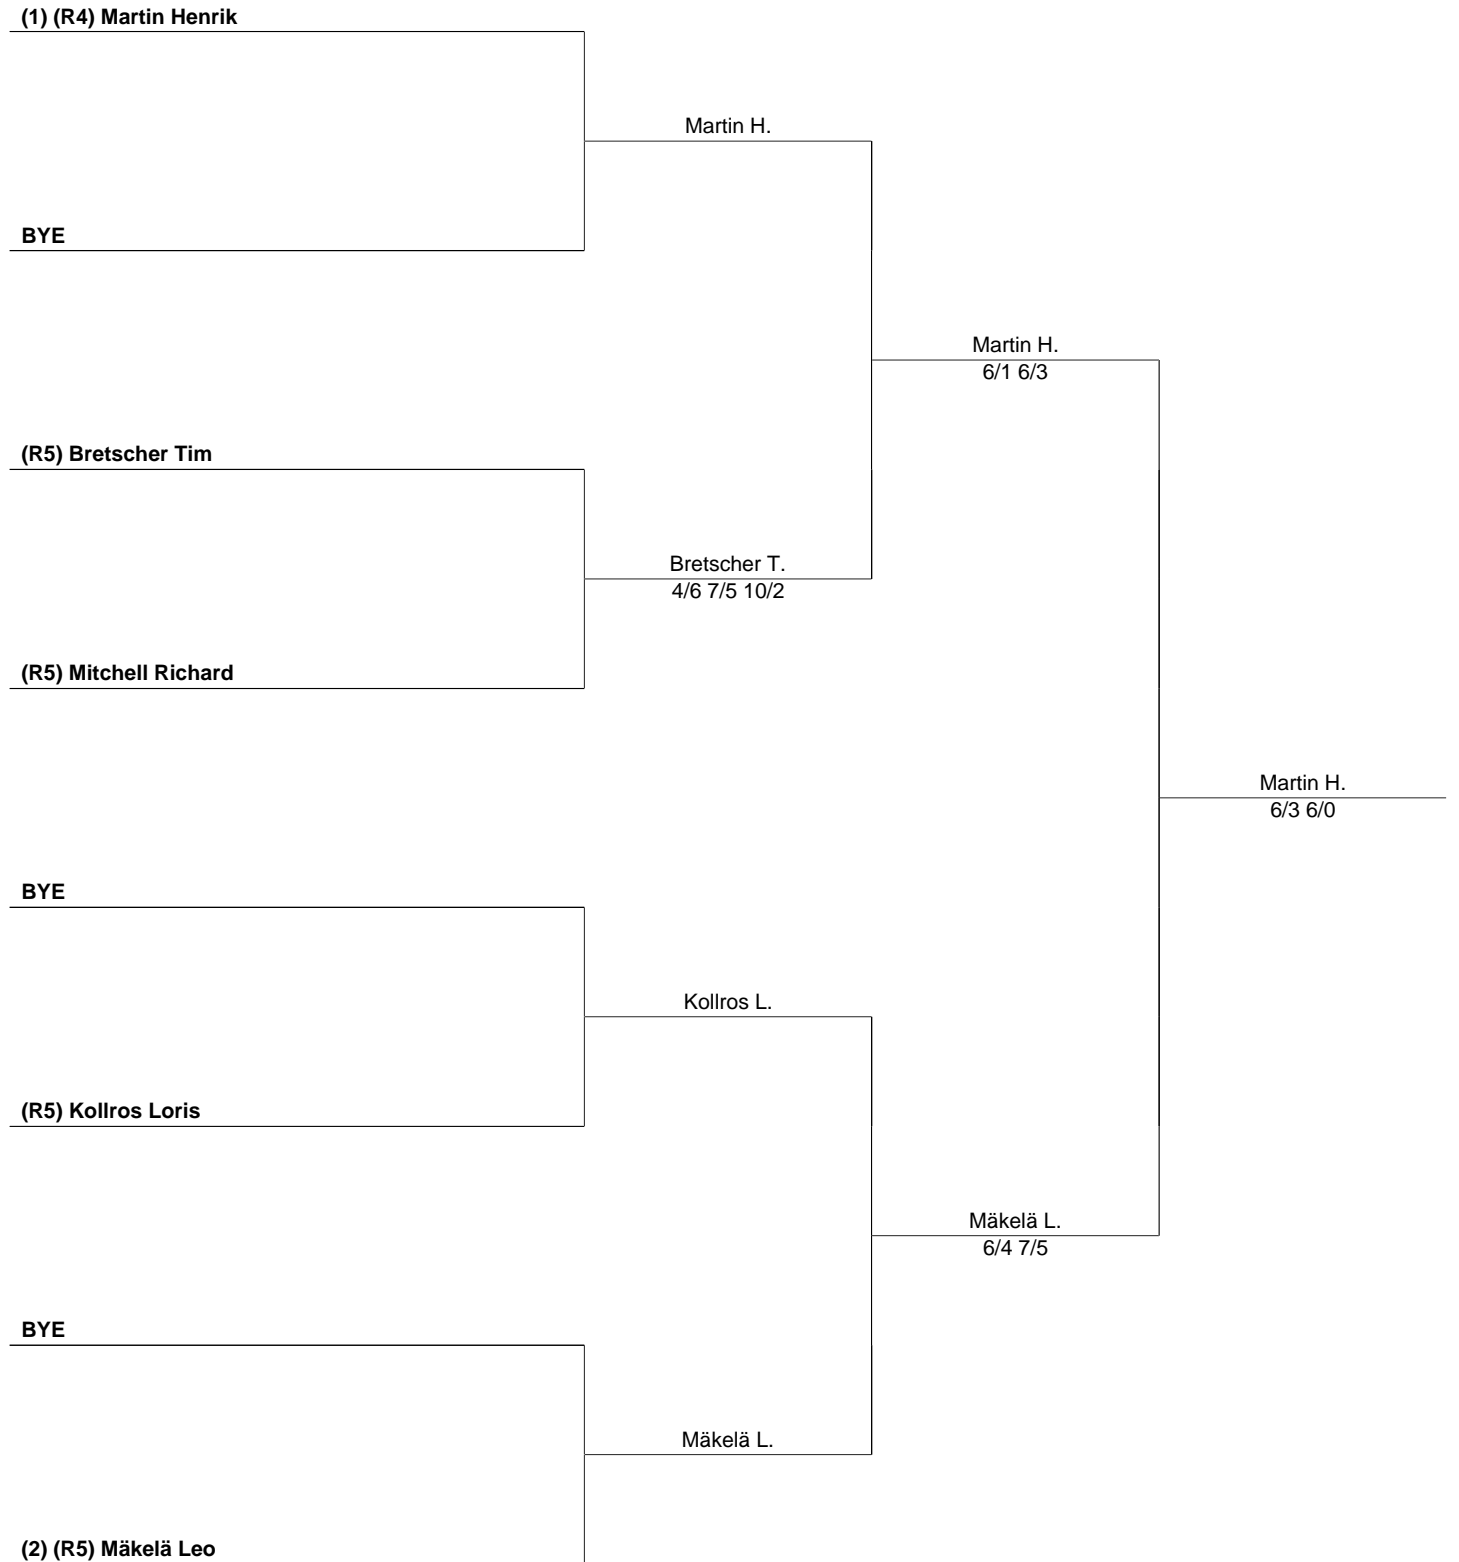 (1) (R4) Martin Henrik
Martin H.
BYE
Martin H.
6/1 6/3
(R5) Bretscher Tim
Bretscher T.
4/6 7/5 10/2
(R5) Mitchell Richard
Martin H.
6/3 6/0
BYE
Kollros L.
(R5) Kollros Loris
Mäkelä L.
6/4 7/5
BYE
Mäkelä L.
(2) (R5) Mäkelä Leo